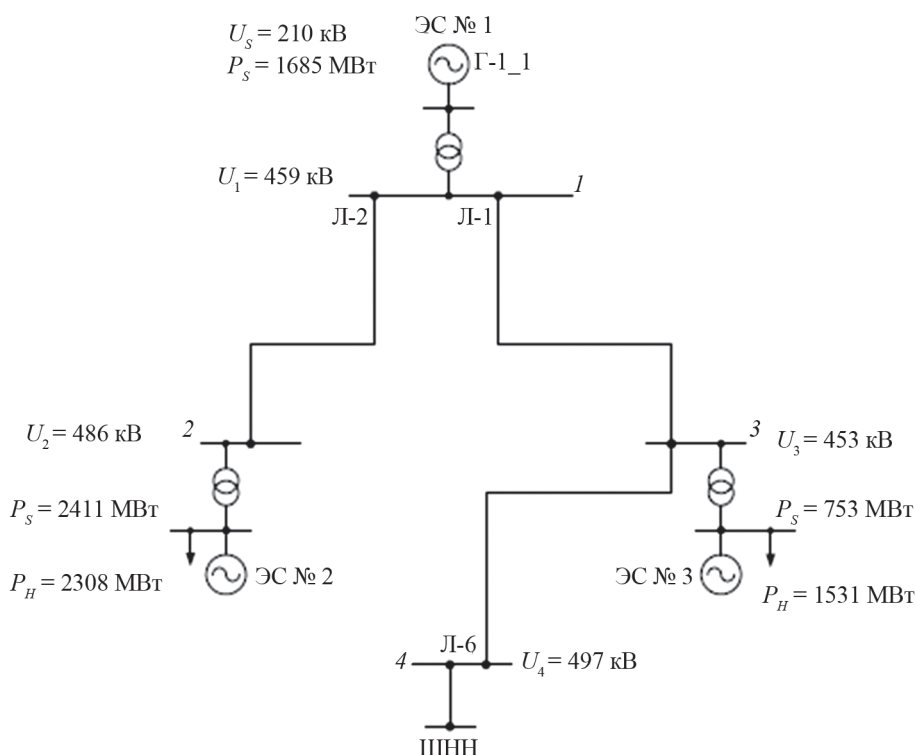 ЭС № 1
U_S = 210 кВ
P_S = 1685 МВт
Г-1_1
U_1 = 459 кВ
1
Л-2
Л-1
U_2 = 486 кВ
2
3
U_3 = 453 кВ
P_S = 2411 МВт
P_S = 753 МВт
P_H = 2308 МВт
ЭС № 2
ЭС № 3
P_H = 1531 МВт
Л-6
4
U_4 = 497 кВ
ШНН